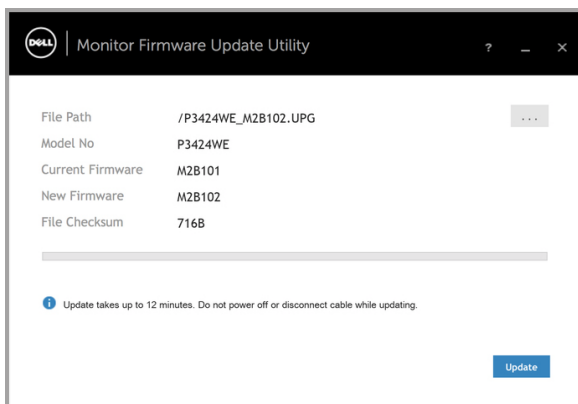 DELL Monitor Firmware Update Utility ? _ ×
File Path /P3424WE_M2B102.UPG ...
Model No P3424WE
Current Firmware M2B101
New Firmware M2B102
File Checksum 716B
i Update takes up to 12 minutes. Do not power off or disconnect cable while updating.
Update